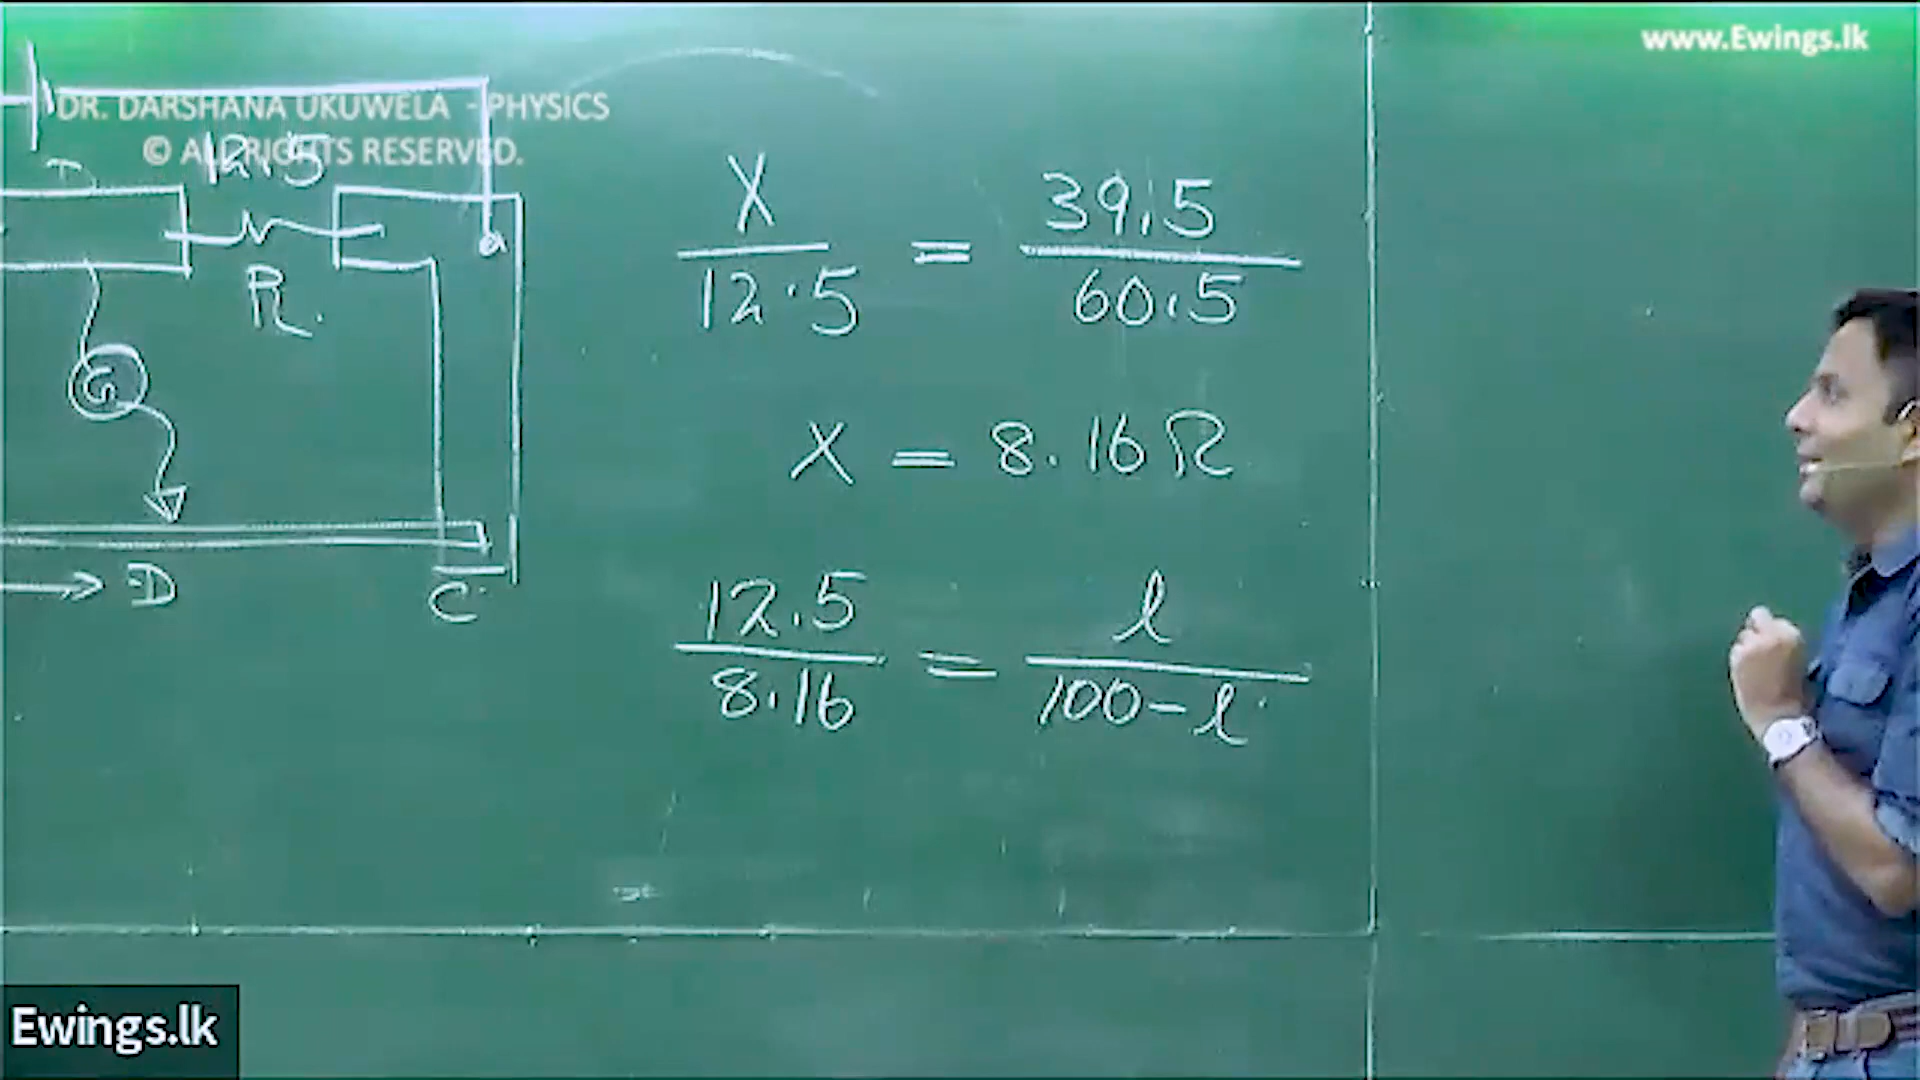 www.Ewings.lk
DR. DARSHANA UKUWELA - PHYSICS
© ALL RIGHTS RESERVED.
12.5
R.
G
D
C
X/12.5 = 39.5/60.5
X = 8.16 Ω
12.5/8.16 = l/100-l
Ewings.lk